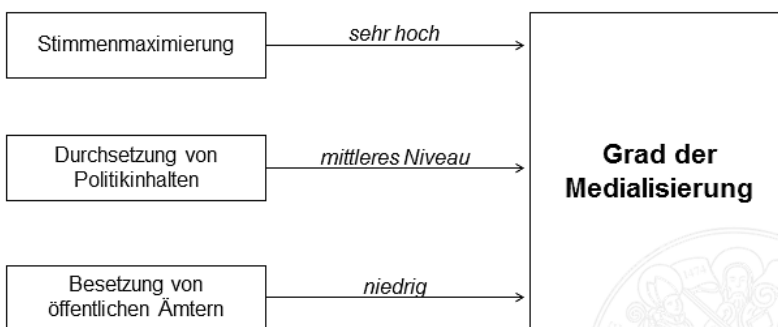 Stimmenmaximierung
sehr hoch
Durchsetzung von
Politikinhalten
mittleres Niveau
Besetzung von
öffentlichen Ämtern
niedrig
Grad der
Medialisierung